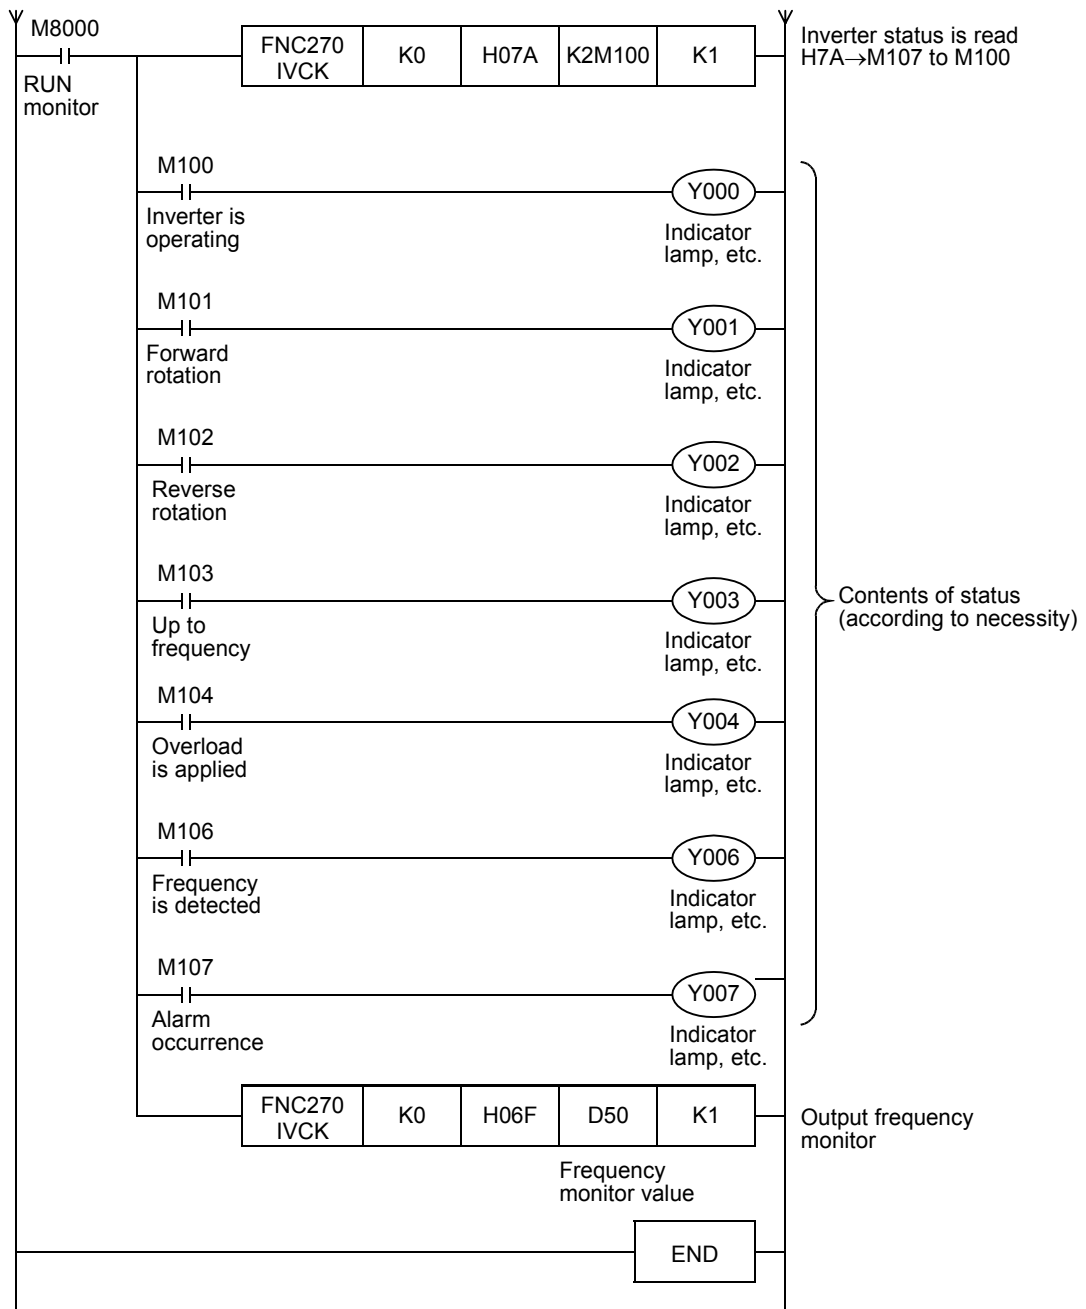 M8000
RUN
monitor
FNC270
IVCK
K0
H07A
K2M100
K1
Inverter status is read
H7A→M107 to M100
M100
Inverter is
operating
Y000
Indicator
lamp, etc.
M101
Forward
rotation
Y001
Indicator
lamp, etc.
M102
Reverse
rotation
Y002
Indicator
lamp, etc.
M103
Up to
frequency
Y003
Indicator
lamp, etc.
Contents of status
(according to necessity)
M104
Overload
is applied
Y004
Indicator
lamp, etc.
M106
Frequency
is detected
Y006
Indicator
lamp, etc.
M107
Alarm
occurrence
Y007
Indicator
lamp, etc.
FNC270
IVCK
K0
H06F
D50
K1
Output frequency
monitor
Frequency
monitor value
END